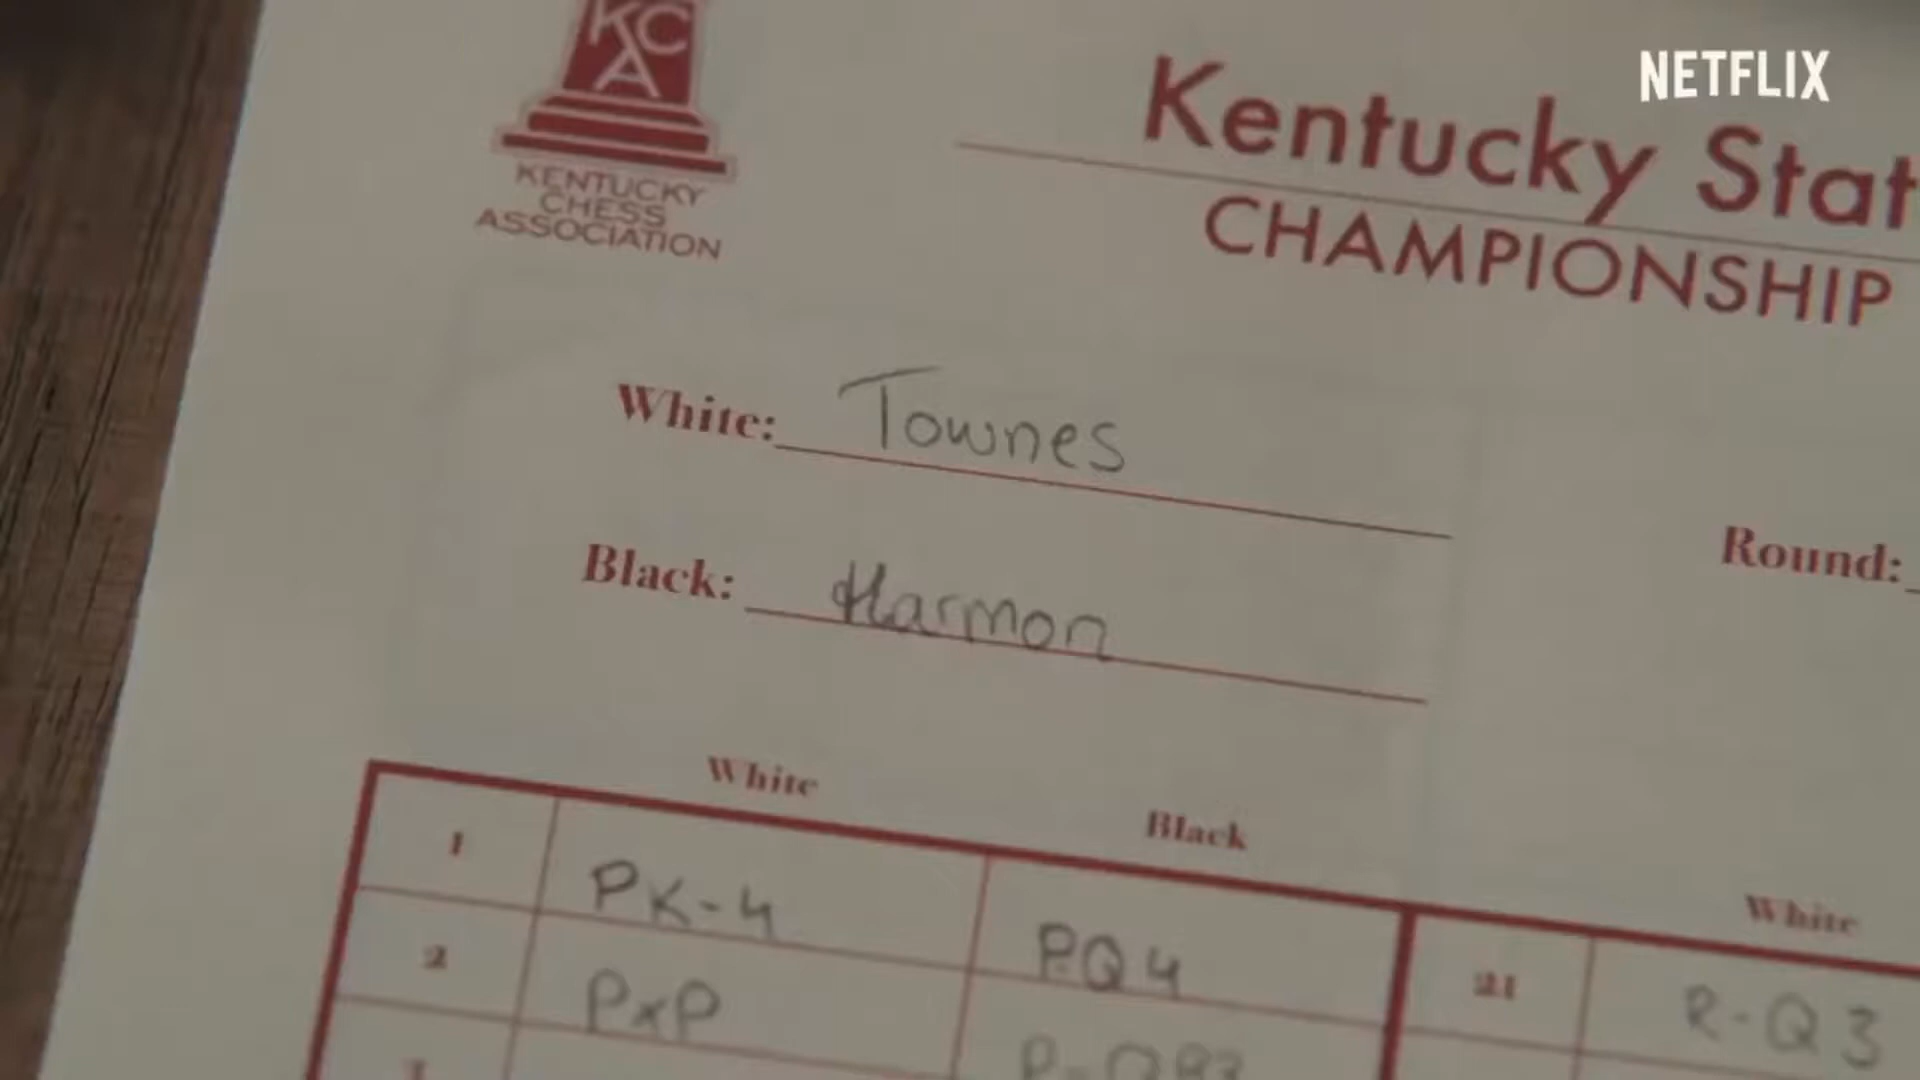 KC
A
KENTUCKY
CHESS
ASSOCIATION
NETFLIX
Kentucky Stat
CHAMPIONSHIP
White: Townes
Black: Harmon
Round:
White Black White
1 PK-4 PQ4 21 R-Q3
2 PxP